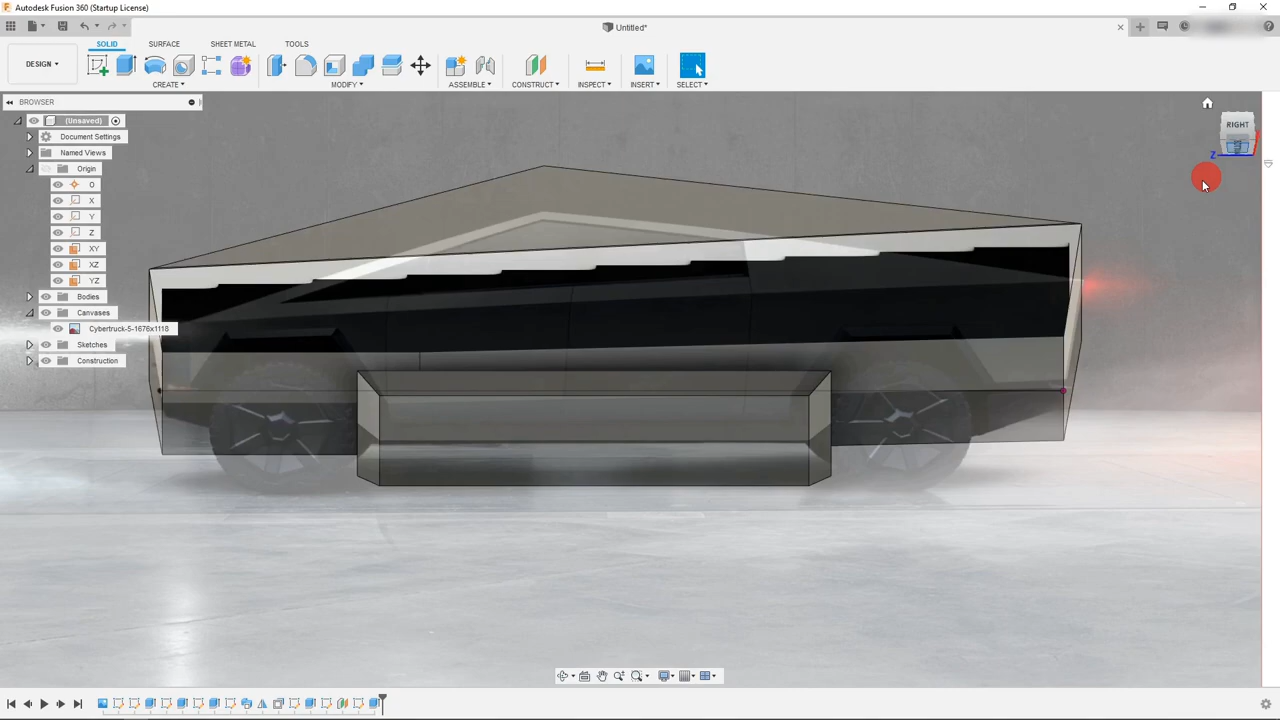 Autodesk Fusion 360 (Startup License)
Untitled*
SOLID
SURFACE
SHEET METAL
TOOLS
DESIGN
CREATE
MODIFY
ASSEMBLE
CONSTRUCT
INSPECT
INSERT
SELECT
BROWSER
(Unsaved)
Document Settings
Named Views
Origin
O
X
Y
Z
XY
XZ
YZ
Bodies
Canvases
Cybertruck-5-1676x1118
Sketches
Construction
RIGHT
Z